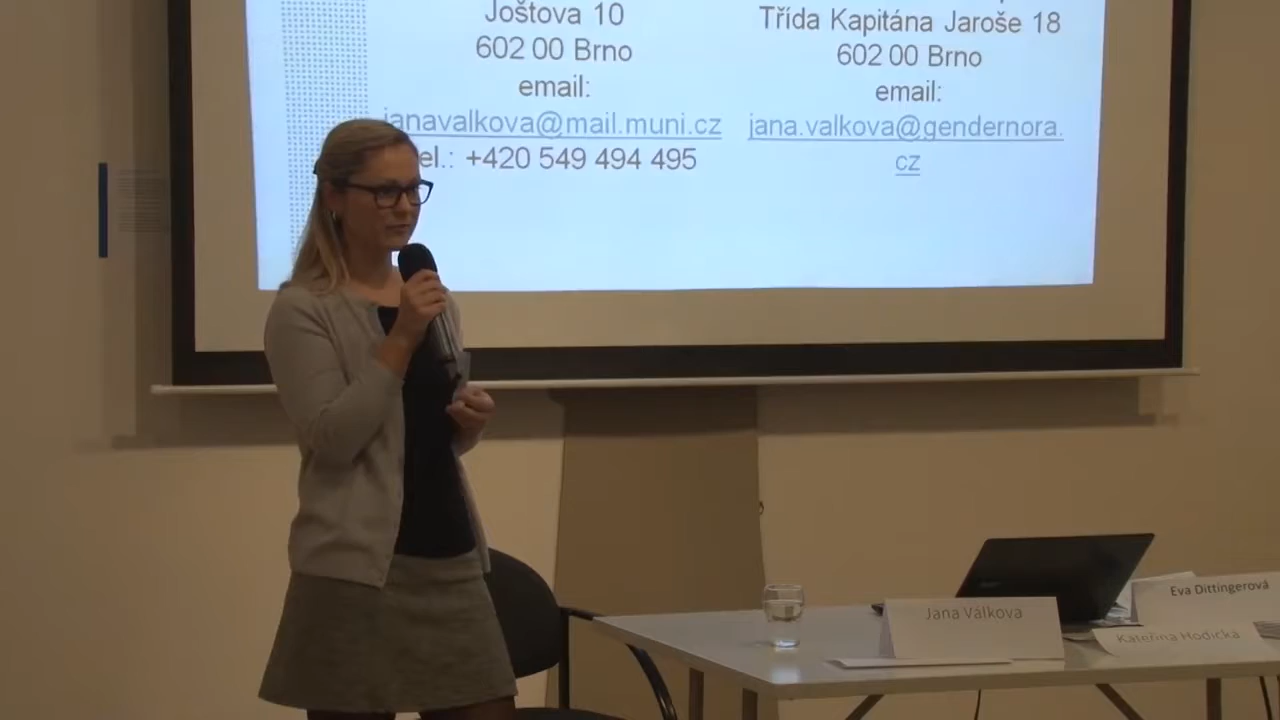 Joštova 10
602 00 Brno
email:
janavalkova@mail.muni.cz
el.: +420 549 494 495
Třída Kapitána Jaroše 18
602 00 Brno
email:
jana.valkova@gendernora.
cz
Jana Válkova
Eva Dittingerová
Kateřina Hodická